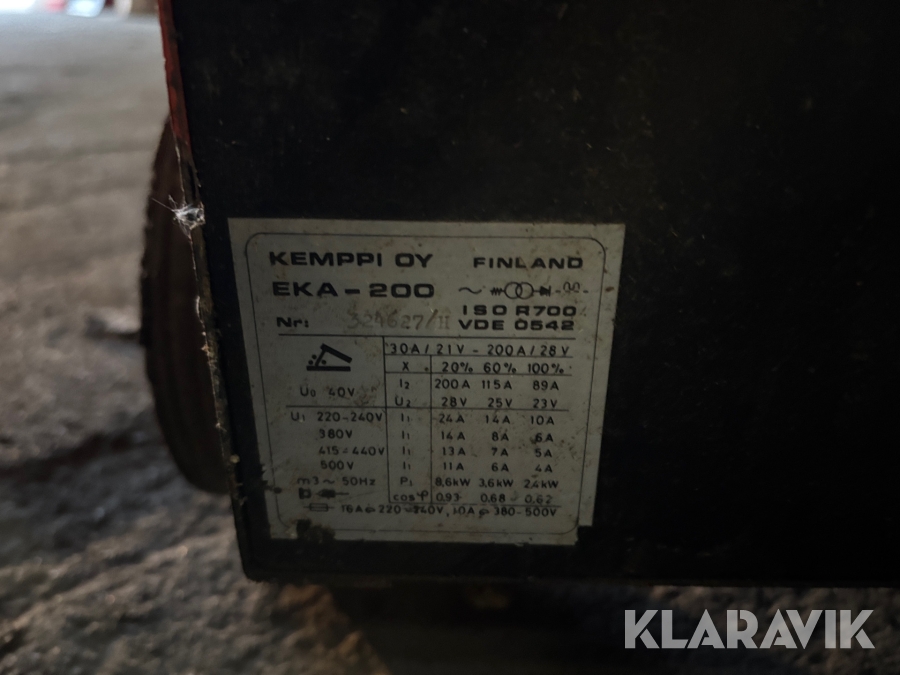 KEMPPI OY FINLAND
EKA-200
ISO R700
Nr: 324627/H VDE 0542
30A/21V - 200A/28V
X 20% 60% 100%
I2 200A 115A 89A
U0 40V U2 28V 25V 23V
U1 220-240V I1 24A 14A 10A
380V I1 14A 8A 6A
415-440V I1 13A 7A 5A
500V I1 11A 6A 4A
m3~50Hz P1 8,6kW 3,6kW 2,4kW
cosφ 0,93 0,68 0,62
16A 220-240V, 10A 380-500V
KLARAVIK